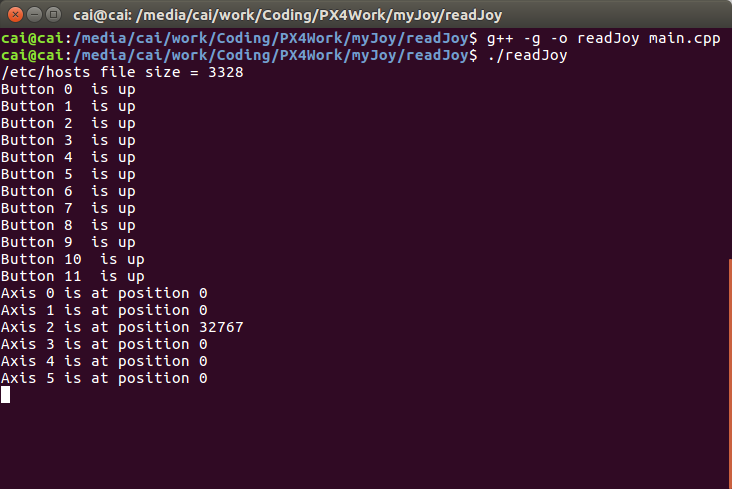 cai@cai: /media/cai/work/Coding/PX4Work/myJoy/readJoy
cai@cai:/media/cai/work/Coding/PX4Work/myJoy/readJoy$ g++ -g -o readJoy main.cpp
cai@cai:/media/cai/work/Coding/PX4Work/myJoy/readJoy$ ./readJoy
/etc/hosts file size = 3328
Button 0  is up
Button 1  is up
Button 2  is up
Button 3  is up
Button 4  is up
Button 5  is up
Button 6  is up
Button 7  is up
Button 8  is up
Button 9  is up
Button 10  is up
Button 11  is up
Axis 0 is at position 0
Axis 1 is at position 0
Axis 2 is at position 32767
Axis 3 is at position 0
Axis 4 is at position 0
Axis 5 is at position 0